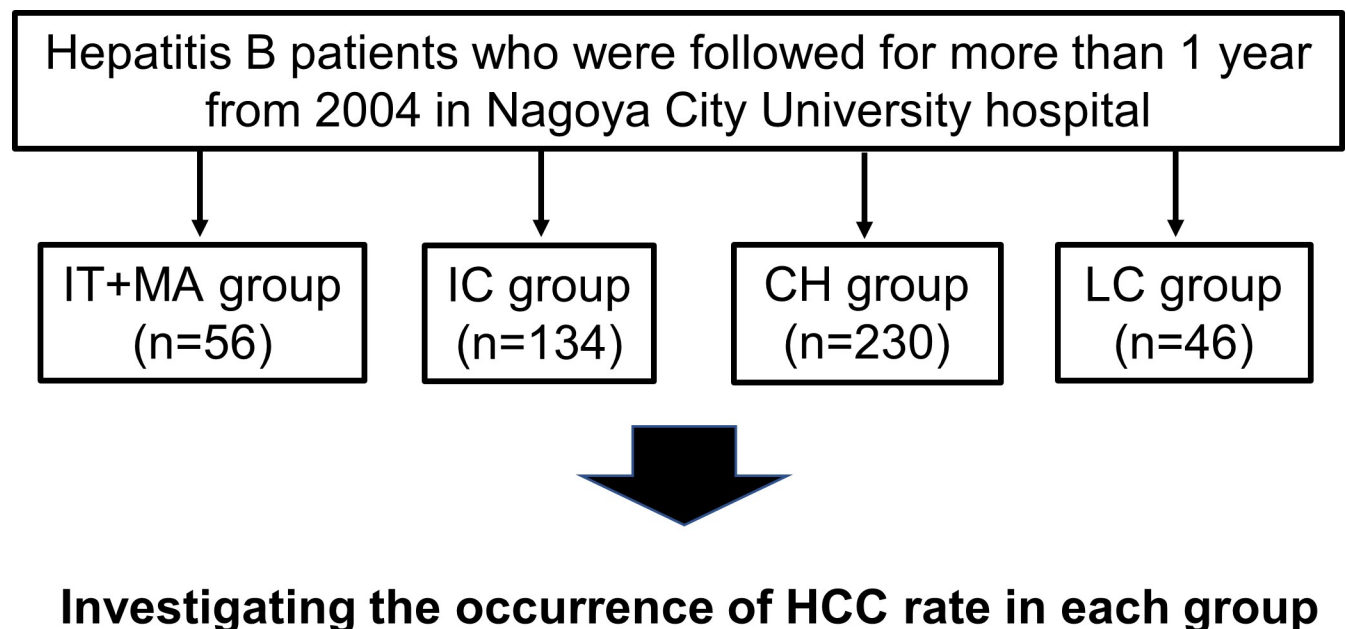 Hepatitis B patients who were followed for more than 1 year
from 2004 in Nagoya City University hospital
IT+MA group
(n=56)
IC group
(n=134)
CH group
(n=230)
LC group
(n=46)
Investigating the occurrence of HCC rate in each group